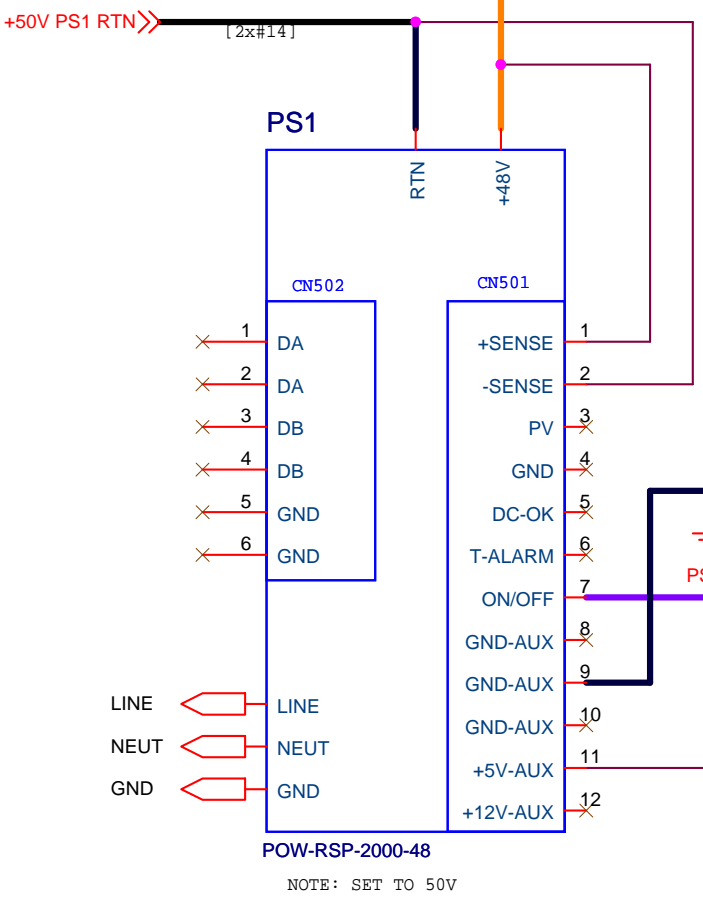 +50V PS1 RTN
[2x#14]
PS1
RTN
+48V
CN502
CN501
1 DA
2 DA
3 DB
4 DB
5 GND
6 GND
+SENSE 1
-SENSE 2
PV 3
GND 4
DC-OK 5
T-ALARM 6
ON/OFF 7
GND-AUX 8
GND-AUX 9
GND-AUX 10
+5V-AUX 11
+12V-AUX 12
LINE LINE
NEUT NEUT
GND GND
POW-RSP-2000-48
NOTE: SET TO 50V